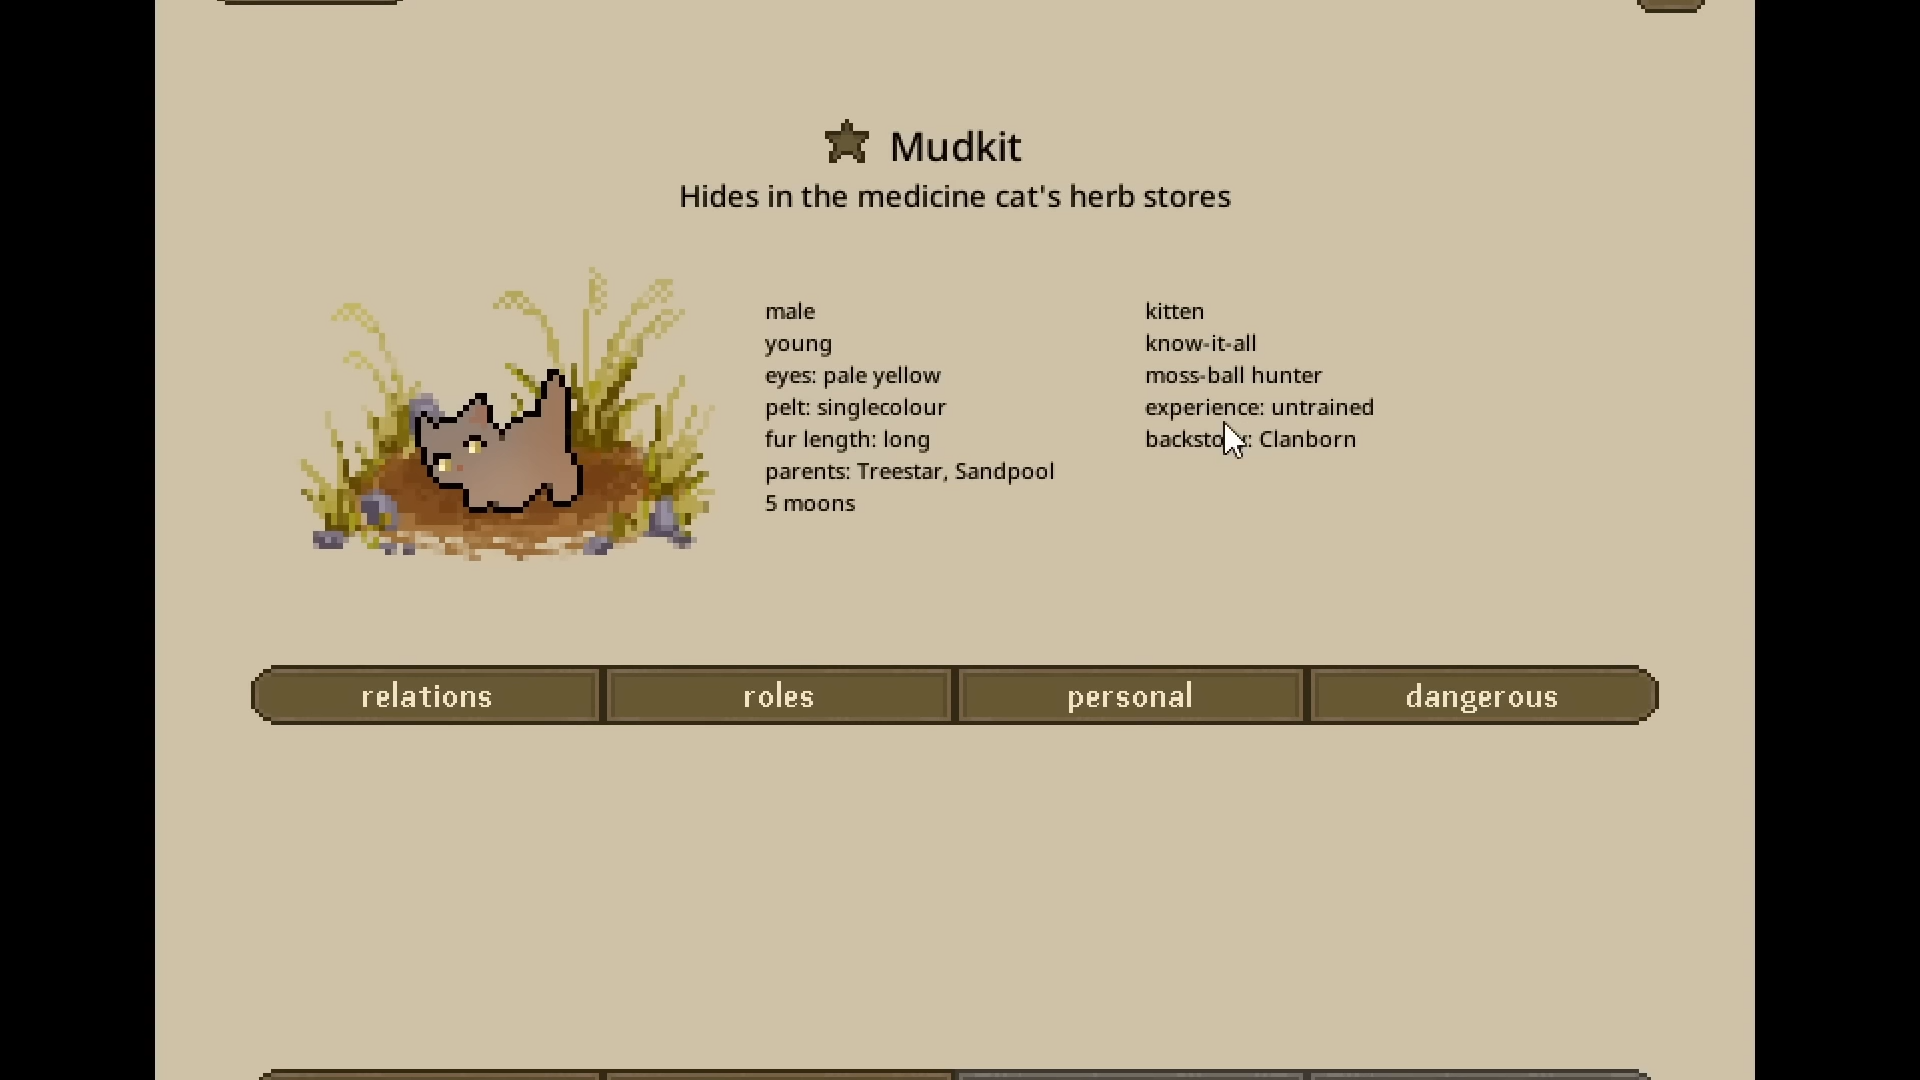 Mudkit
Hides in the medicine cat's herb stores
male
young
eyes: pale yellow
pelt: singlecolour
fur length: long
parents: Treestar, Sandpool
5 moons
kitten
know-it-all
moss-ball hunter
experience: untrained
: Clanborn
relations
roles
personal
dangerous